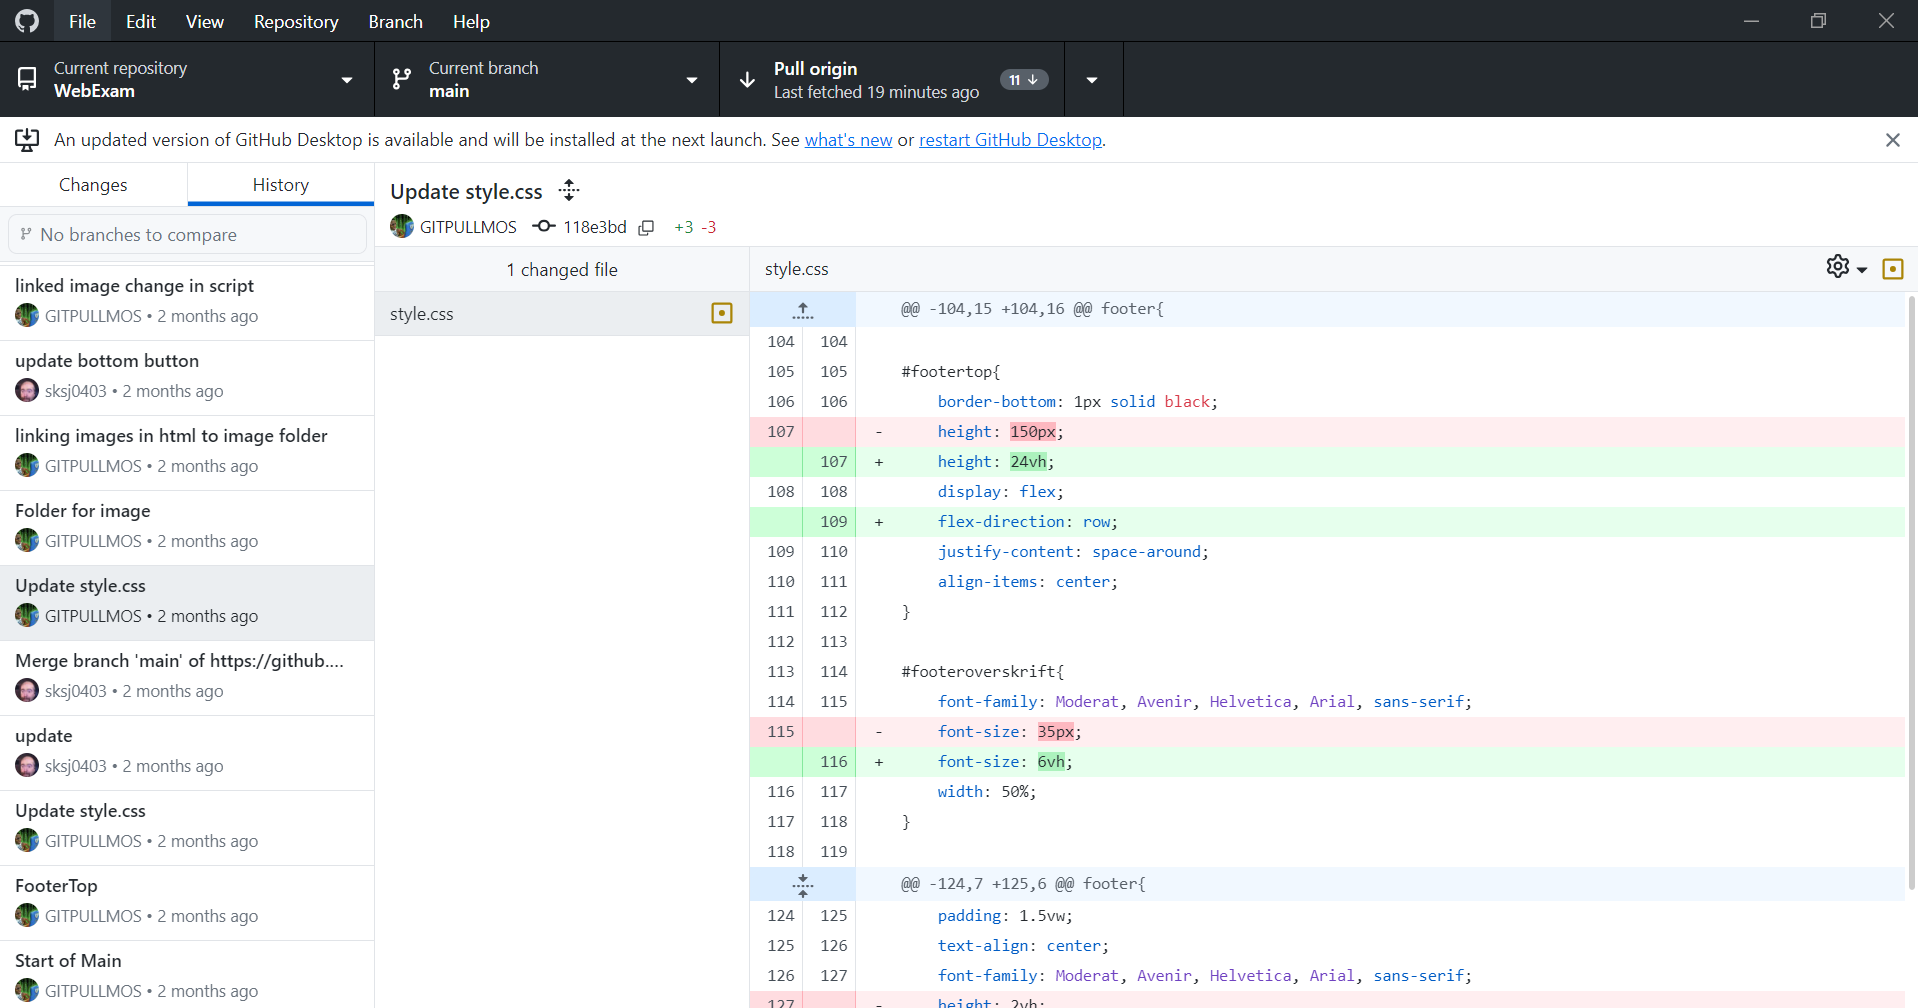 File Edit View Repository Branch Help
Current repository
WebExam
Current branch
main
Pull origin
Last fetched 19 minutes ago
11
An updated version of GitHub Desktop is available and will be installed at the next launch. See what's new or restart GitHub Desktop.
Changes
History
No branches to compare
linked image change in script
GITPULLMOS • 2 months ago
update bottom button
sksj0403 • 2 months ago
linking images in html to image folder
GITPULLMOS • 2 months ago
Folder for image
GITPULLMOS • 2 months ago
Update style.css
GITPULLMOS • 2 months ago
Merge branch 'main' of https://github....
sksj0403 • 2 months ago
update
sksj0403 • 2 months ago
Update style.css
GITPULLMOS • 2 months ago
FooterTop
GITPULLMOS • 2 months ago
Start of Main
GITPULLMOS • 2 months ago
Update style.css
GITPULLMOS 118e3bd +3 -3
1 changed file
style.css
style.css
@@ -104,15 +104,16 @@ footer{
104 104
105 105 #footertop{
106 106 border-bottom: 1px solid black;
107 - height: 150px;
107 + height: 24vh;
108 108 display: flex;
109 + flex-direction: row;
109 110 justify-content: space-around;
110 111 align-items: center;
111 112 }
112 113
113 114 #footeroverskrift{
114 115 font-family: Moderat, Avenir, Helvetica, Arial, sans-serif;
115 - font-size: 35px;
116 + font-size: 6vh;
116 117 width: 50%;
117 118 }
118 119
@@ -124,7 +125,6 @@ footer{
124 125 padding: 1.5vw;
125 126 text-align: center;
126 127 font-family: Moderat, Avenir, Helvetica, Arial, sans-serif;
127 - height: 2vh;